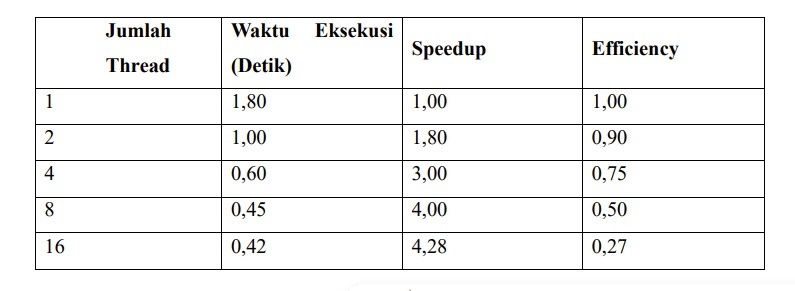 Jumlah Thread Waktu Eksekusi (Detik) Speedup Efficiency
1 1,80 1,00 1,00
2 1,00 1,80 0,90
4 0,60 3,00 0,75
8 0,45 4,00 0,50
16 0,42 4,28 0,27